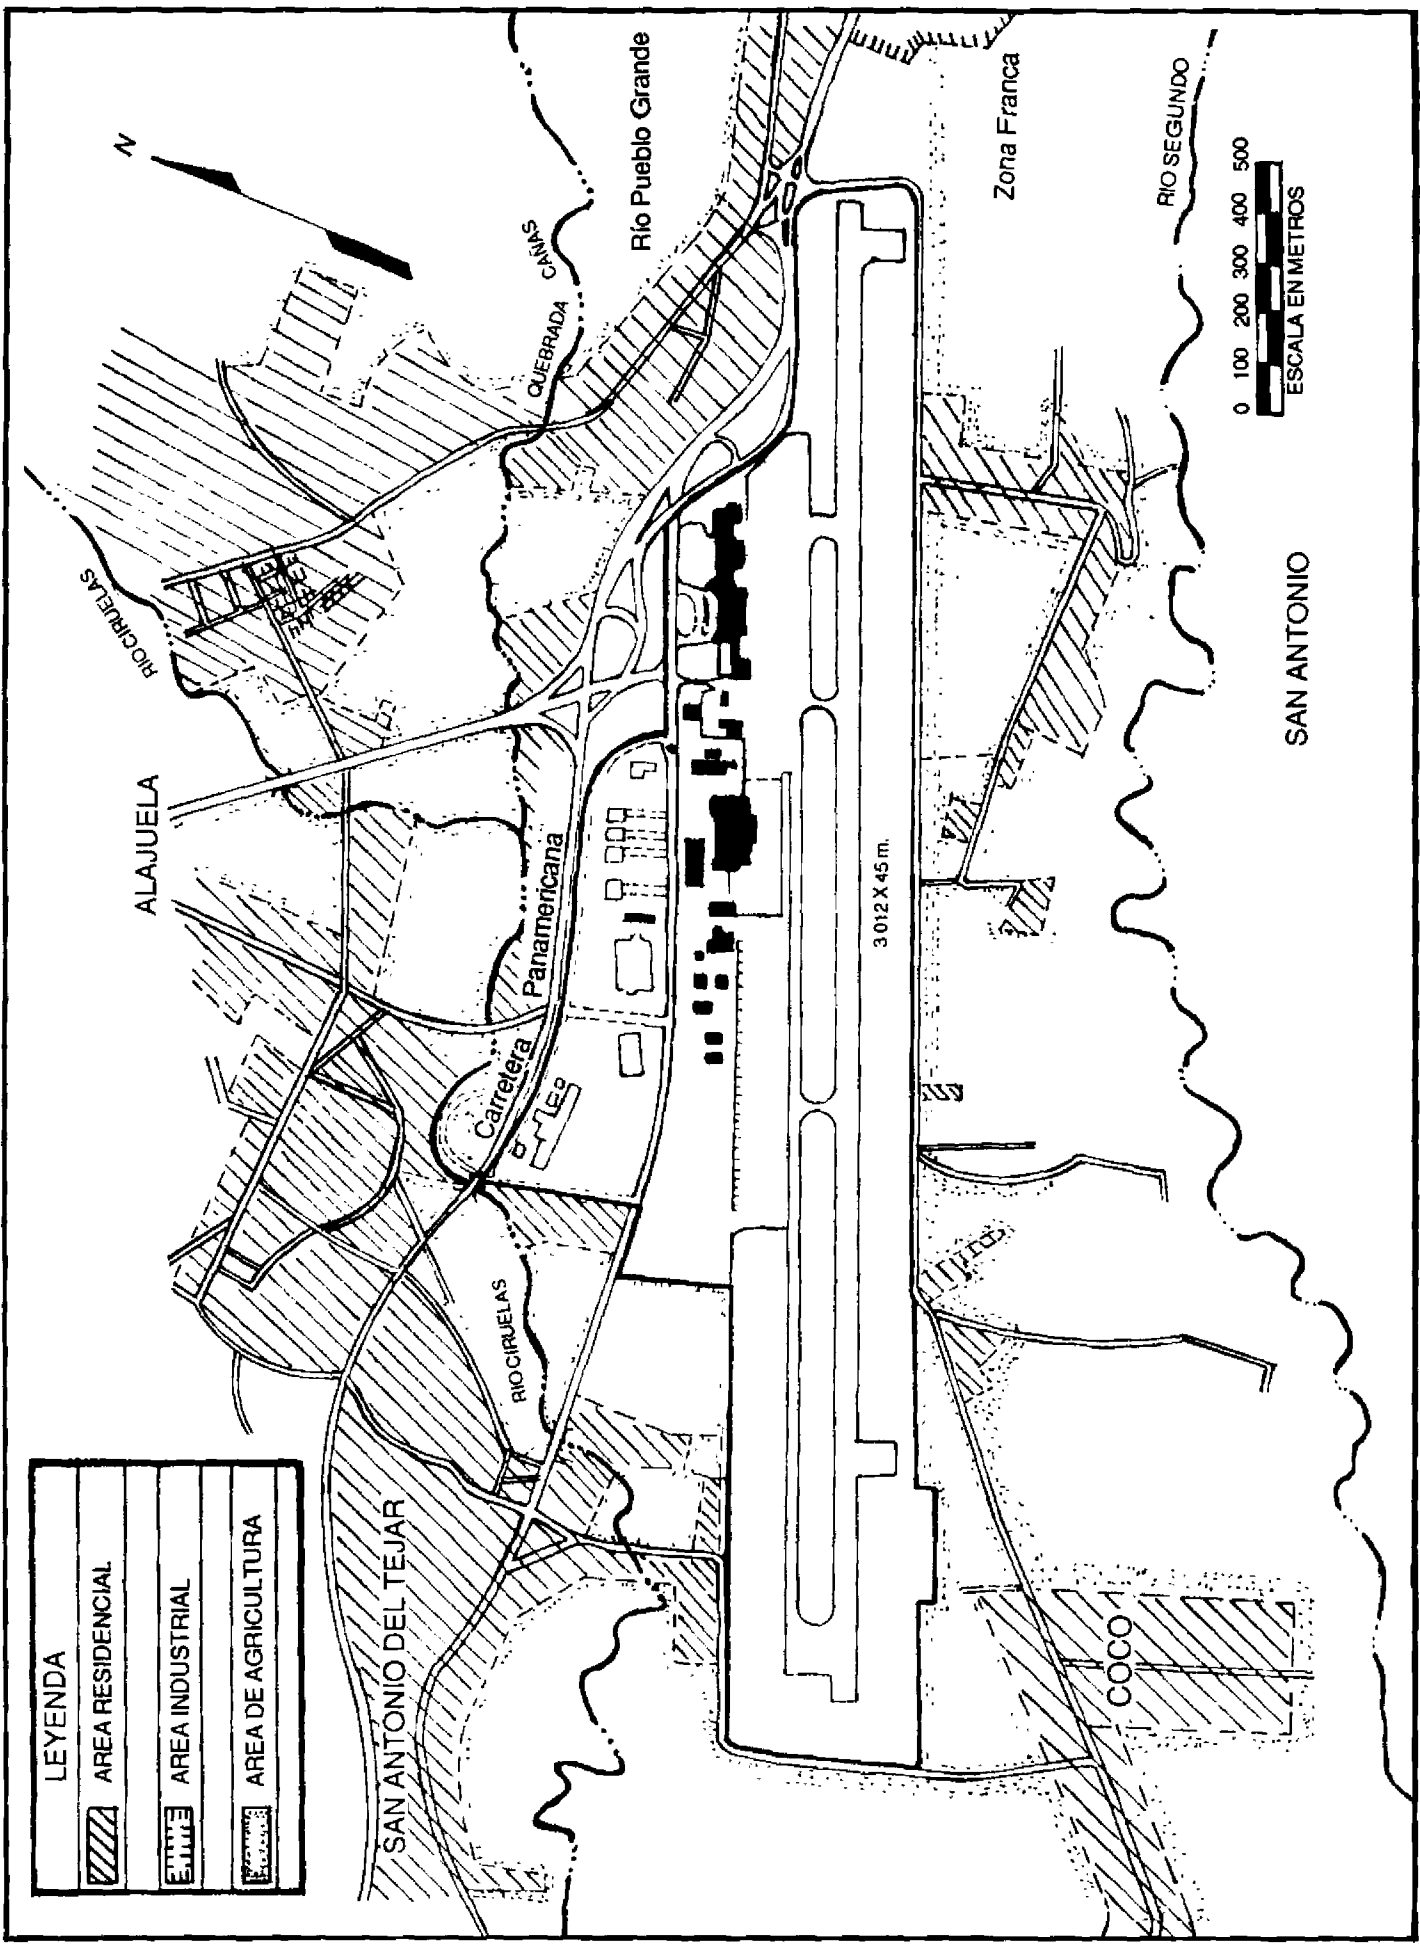 LEYENDA
AREA RESIDENCIAL
AREA INDUSTRIAL
AREA DE AGRICULTURA
ALAJUELA
RIO CIRUELAS
N
SAN ANTONIO DEL TEJAR
RIO CIRUELAS
Carretera
Panamericana
QUEBRADA
CAÑAS
Río Pueblo Grande
3 012 X 45 m.
Zona Franca
COCO
SAN ANTONIO
RIO SEGUNDO
0 100 200 300 400 500
ESCALA EN METROS